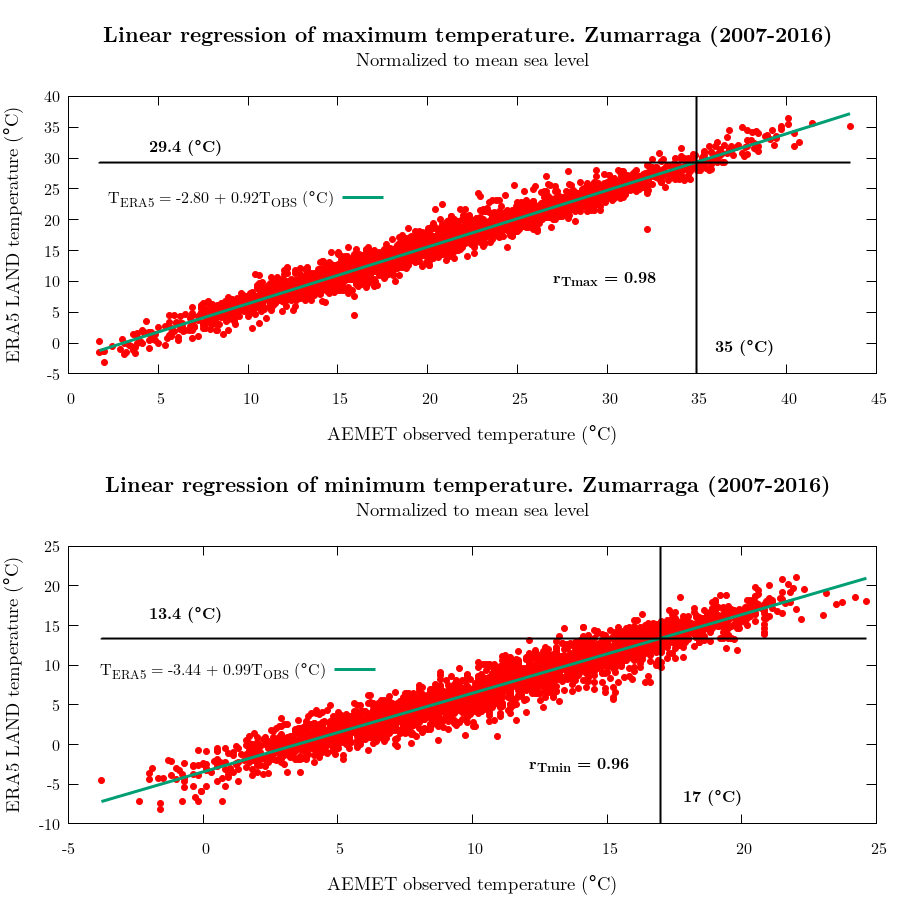 Linear regression of maximum temperature. Zumarraga (2007-2016)
Normalized to mean sea level
ERA5 LAND temperature (°C)
40
35
30
25
20
15
10
5
0
-5
29.4 (°C)
T_ERA5 = -2.80 + 0.92T_OBS (°C)
r_Tmax = 0.98
35 (°C)
0 5 10 15 20 25 30 35 40 45
AEMET observed temperature (°C)
Linear regression of minimum temperature. Zumarraga (2007-2016)
Normalized to mean sea level
ERA5 LAND temperature (°C)
25
20
15
10
5
0
-5
-10
13.4 (°C)
T_ERA5 = -3.44 + 0.99T_OBS (°C)
r_Tmin = 0.96
17 (°C)
-5 0 5 10 15 20 25
AEMET observed temperature (°C)